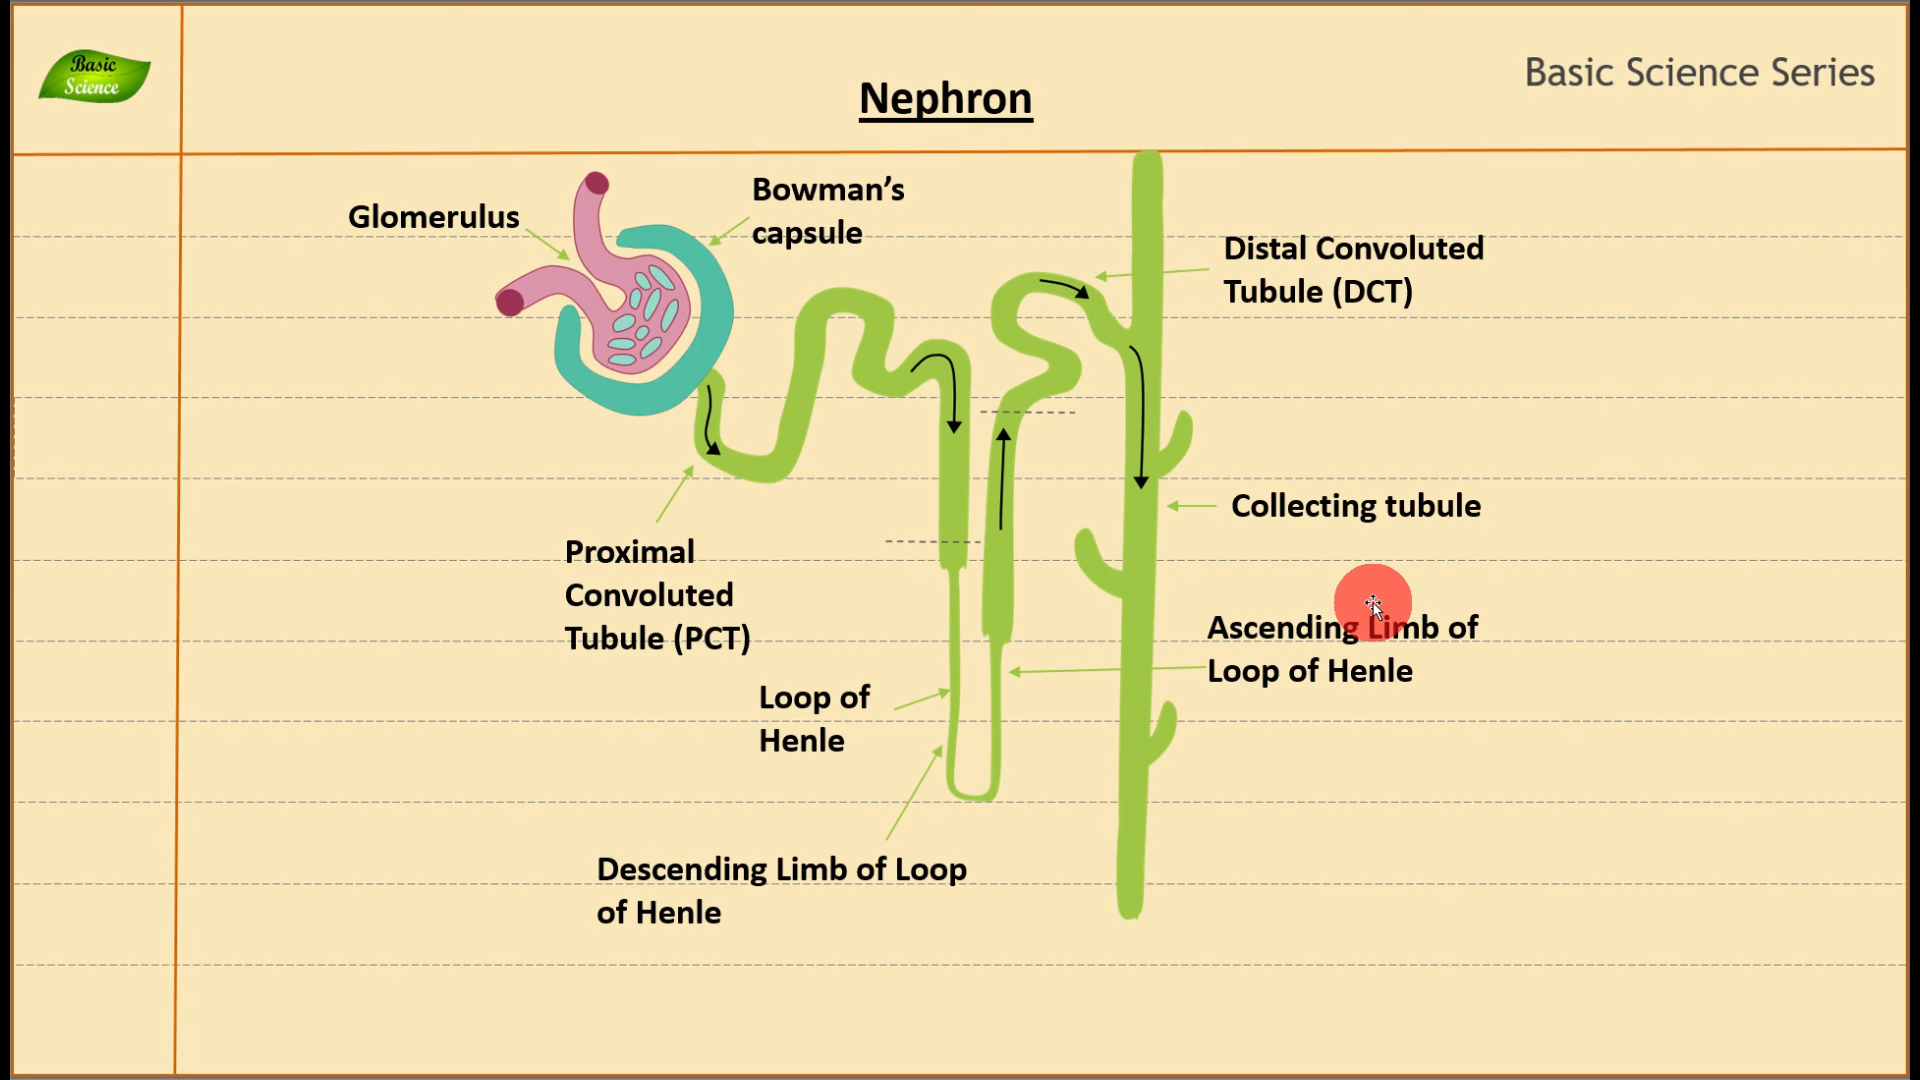 Basic
Science
Nephron
Basic Science Series
Glomerulus
Bowman’s
capsule
Distal Convoluted
Tubule (DCT)
Collecting tubule
Proximal
Convoluted
Tubule (PCT)
Ascending Limb of
Loop of Henle
Loop of
Henle
Descending Limb of Loop
of Henle